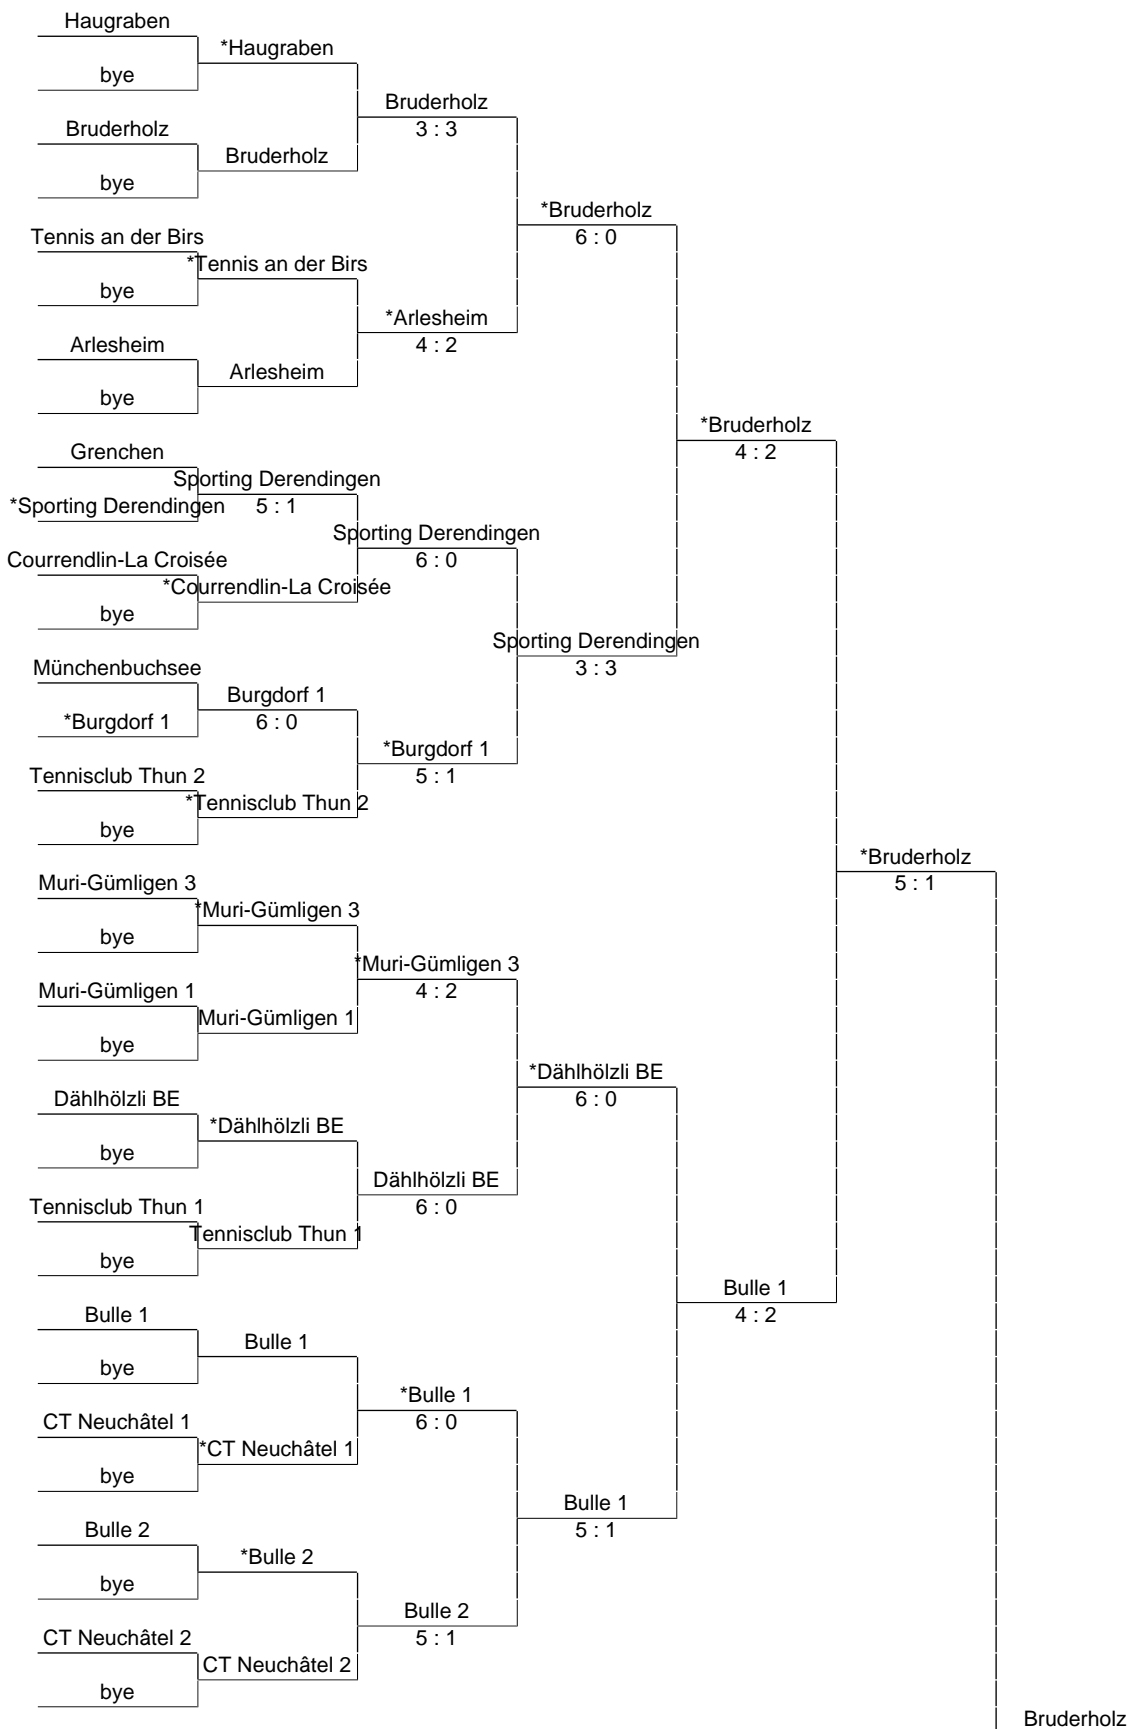 Haugraben
*Haugraben
bye
Bruderholz
3 : 3
Bruderholz
Bruderholz
bye
*Bruderholz
6 : 0
Tennis an der Birs
*Tennis an der Birs
bye
*Arlesheim
4 : 2
Arlesheim
Arlesheim
bye
*Bruderholz
4 : 2
Grenchen
Sporting Derendingen
*Sporting Derendingen
5 : 1
Sporting Derendingen
6 : 0
Courrendlin-La Croisée
*Courrendlin-La Croisée
bye
Sporting Derendingen
3 : 3
Münchenbuchsee
Burgdorf 1
*Burgdorf 1
6 : 0
*Burgdorf 1
5 : 1
Tennisclub Thun 2
*Tennisclub Thun 2
bye
*Bruderholz
5 : 1
Muri-Gümligen 3
*Muri-Gümligen 3
bye
*Muri-Gümligen 3
4 : 2
Muri-Gümligen 1
Muri-Gümligen 1
bye
*Dählhölzli BE
6 : 0
Dählhölzli BE
*Dählhölzli BE
bye
Dählhölzli BE
6 : 0
Tennisclub Thun 1
Tennisclub Thun 1
bye
Bulle 1
4 : 2
Bulle 1
Bulle 1
bye
*Bulle 1
6 : 0
CT Neuchâtel 1
*CT Neuchâtel 1
bye
Bulle 1
5 : 1
Bulle 2
*Bulle 2
bye
Bulle 2
5 : 1
CT Neuchâtel 2
CT Neuchâtel 2
bye
Bruderholz